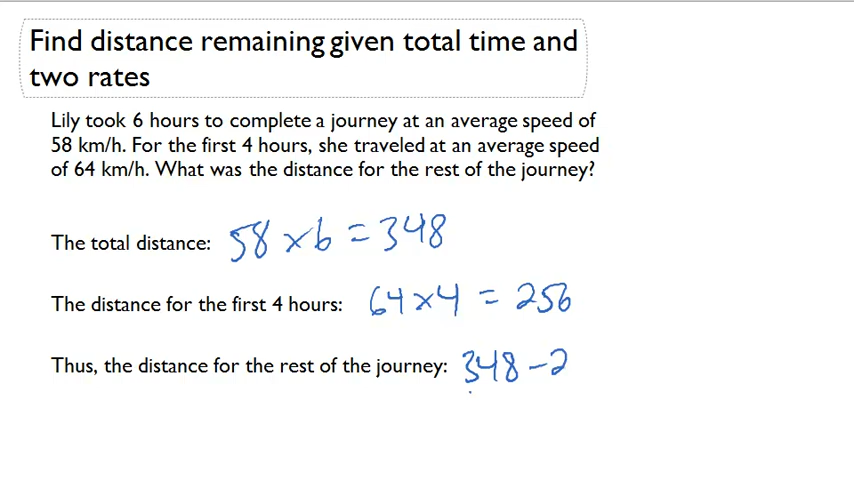 Find distance remaining given total time and
two rates
Lily took 6 hours to complete a journey at an average speed of
58 km/h. For the first 4 hours, she traveled at an average speed
of 64 km/h. What was the distance for the rest of the journey?
The total distance: 58 × 6 = 348
The distance for the first 4 hours: 64 × 4 = 256
Thus, the distance for the rest of the journey: 348 - 2